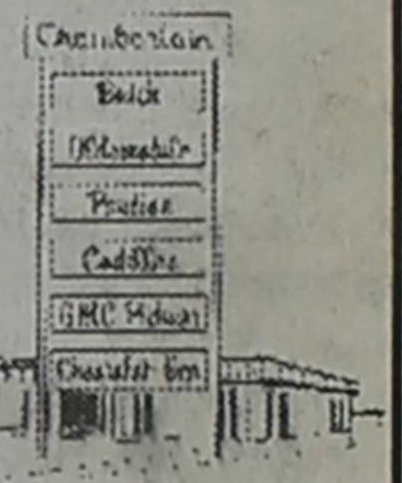 Chamberlain
Buick
Oldsmobile
Pontiac
Cadillac
GMC
Chevrolet